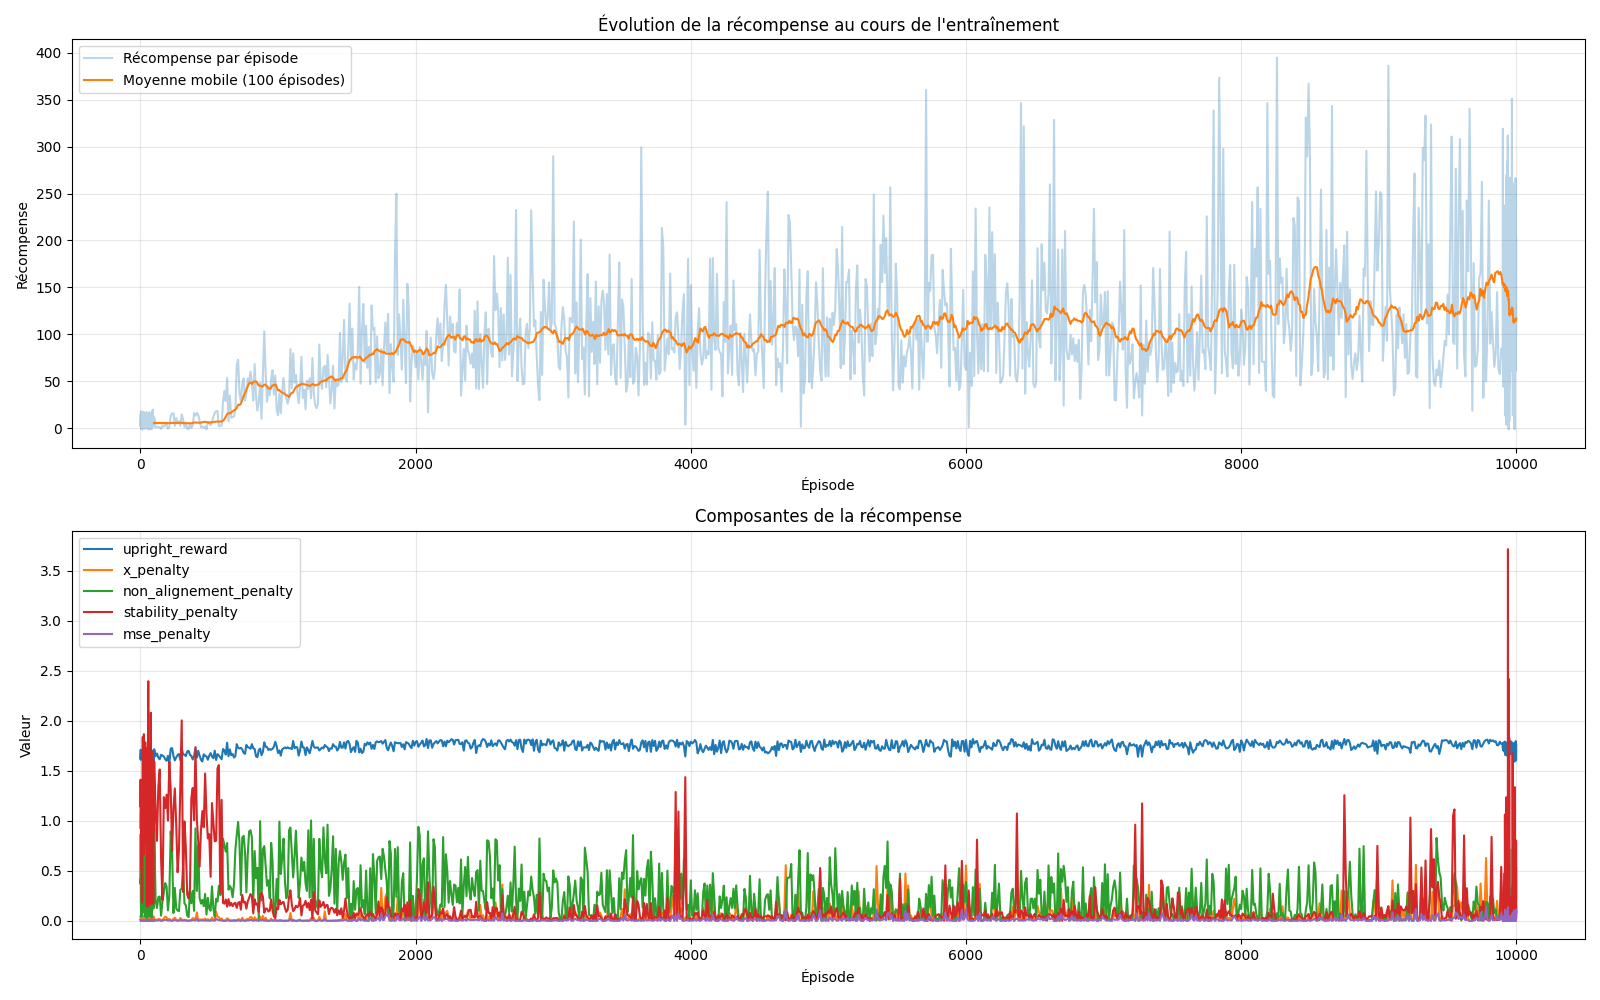 Évolution de la récompense au cours de l'entraînement
Récompense par épisode
Moyenne mobile (100 épisodes)
400
350
300
250
200
150
100
50
0
Récompense
0
2000
4000
6000
8000
10000
Épisode
Composantes de la récompense
upright_reward
x_penalty
non_alignement_penalty
stability_penalty
mse_penalty
3.5
3.0
2.5
2.0
1.5
1.0
0.5
0.0
Valeur
0
2000
4000
6000
8000
10000
Épisode